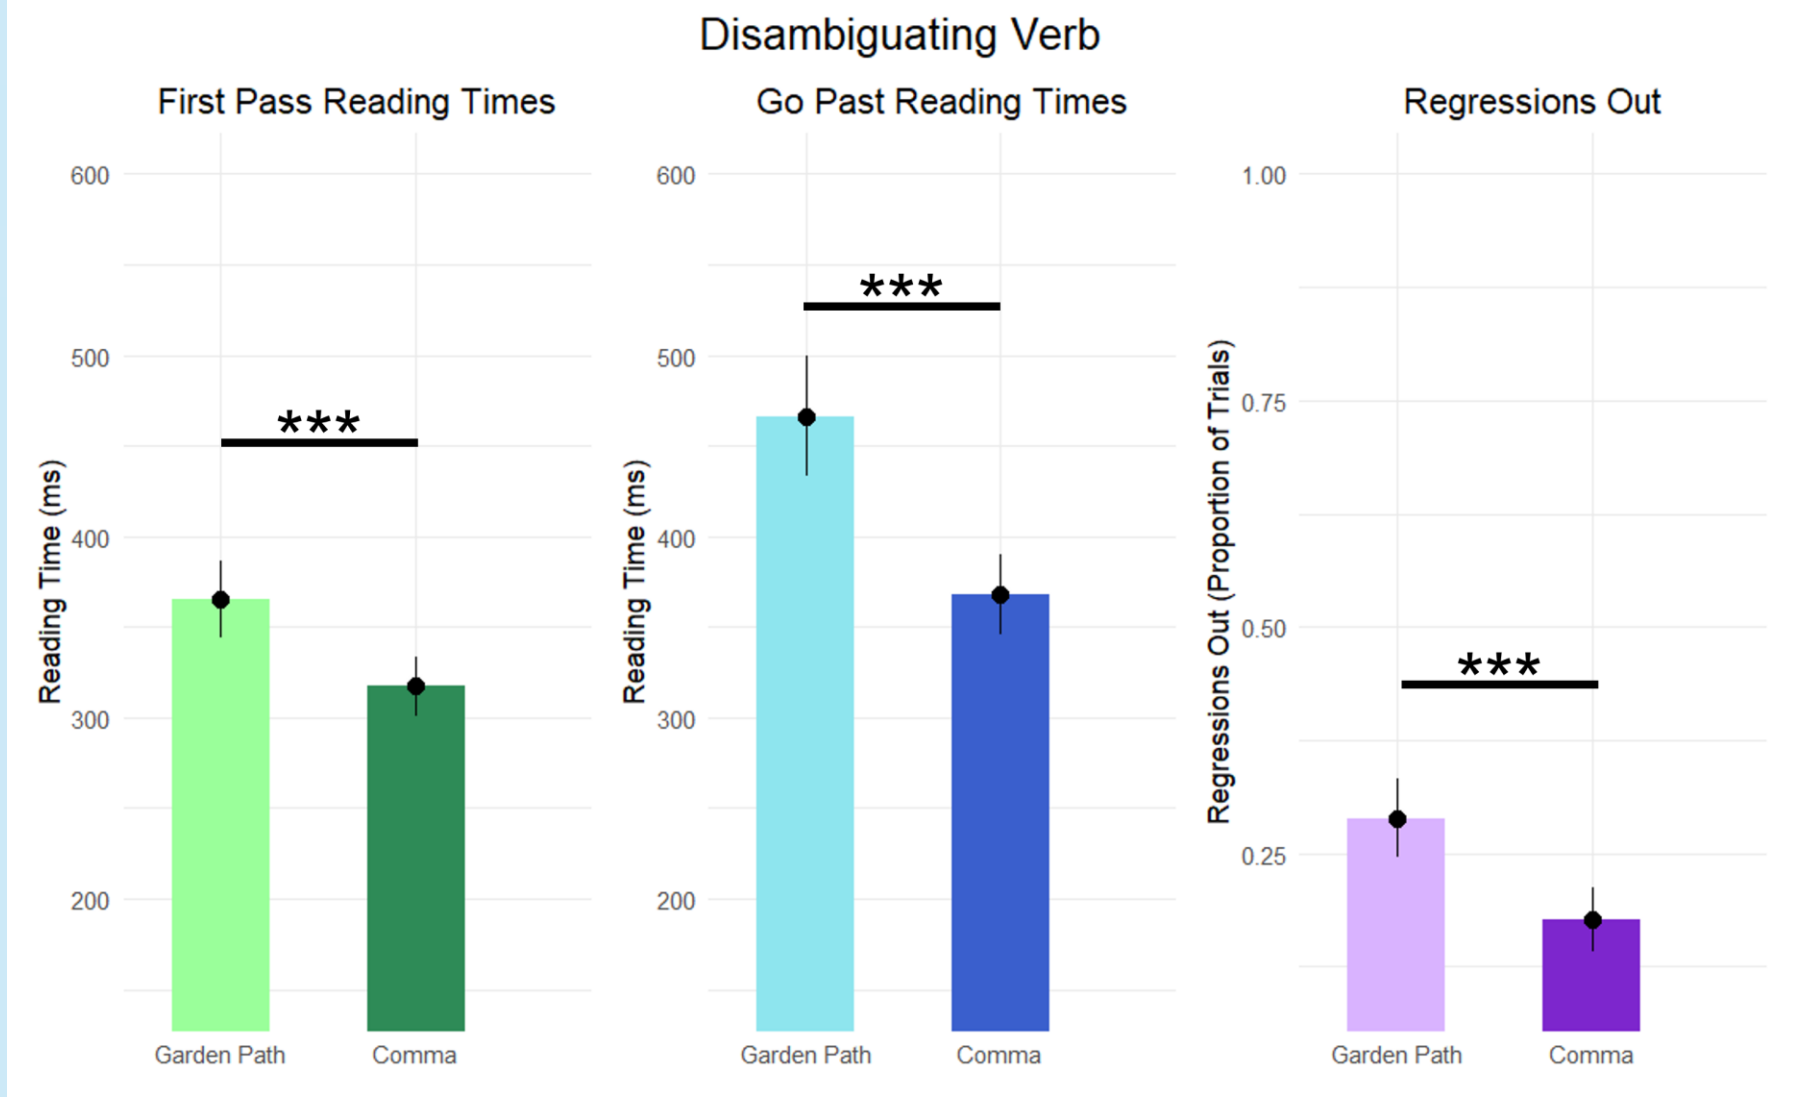 Disambiguating Verb
First Pass Reading Times
Reading Time (ms)
600
500
400
300
200
***
Garden Path
Comma
Go Past Reading Times
Reading Time (ms)
600
500
400
300
200
***
Garden Path
Comma
Regressions Out
Regressions Out (Proportion of Trials)
1.00
0.75
0.50
0.25
***
Garden Path
Comma